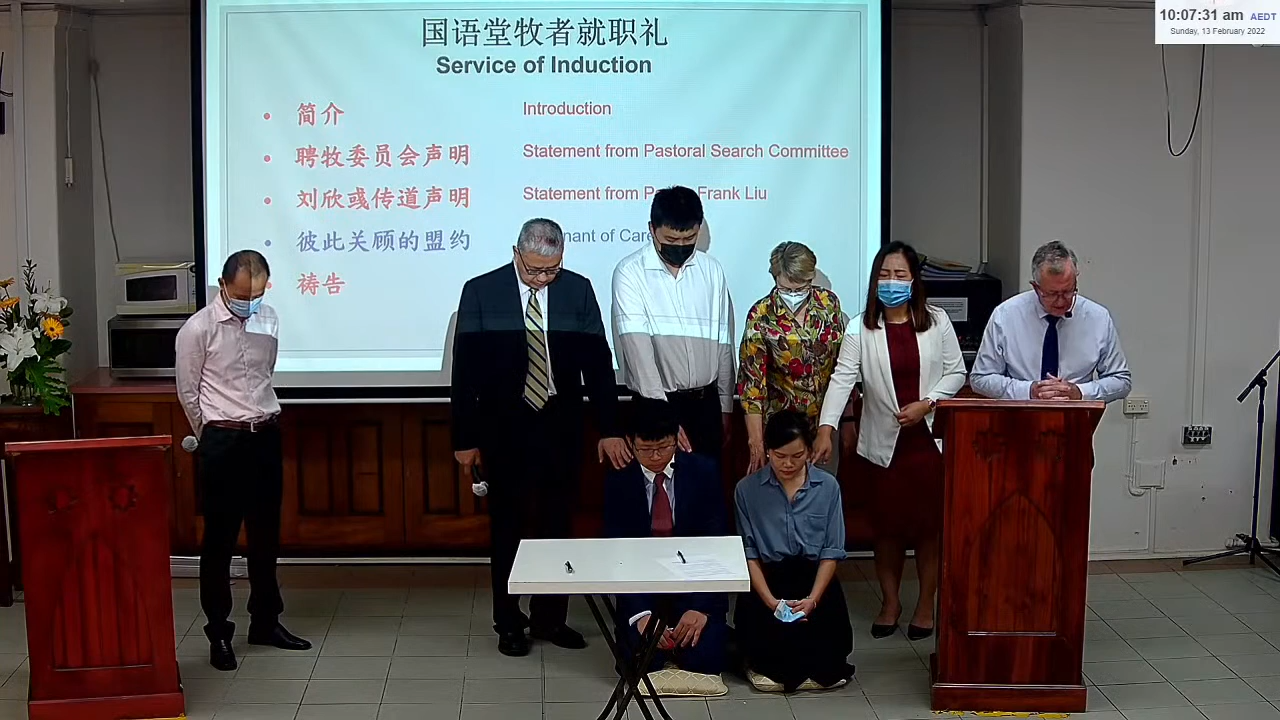 10:07:31 am AEDT
Sunday, 13 February 2022
国语堂牧者就职礼
Service of Induction
• 简介 Introduction
• 聘牧委员会声明 Statement from Pastoral Search Committee
• 刘欣彧传道声明 Statement from Frank Liu
• 彼此关顾的盟约 of
祷告